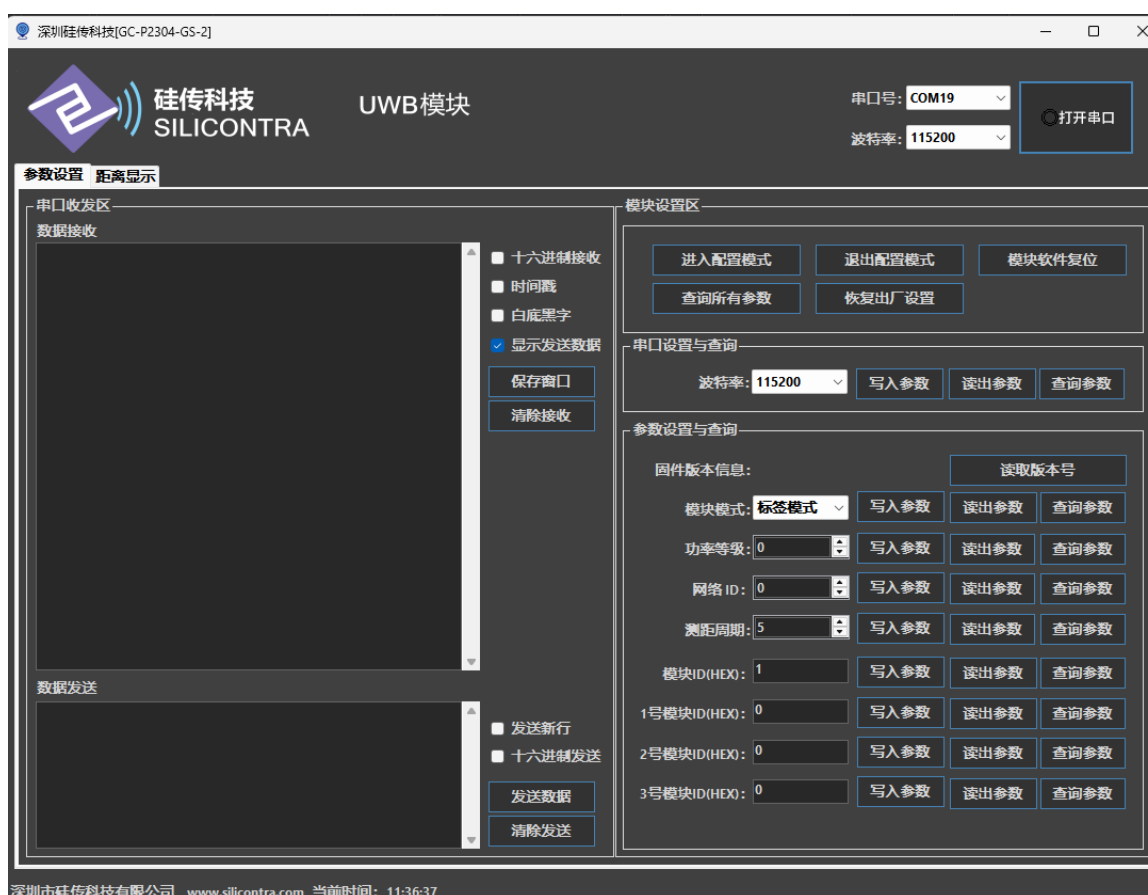 深圳硅传科技[GC-P2304-GS-2]
硅传科技
SILICONTRA
UWB模块
串口号: COM19
波特率: 115200
打开串口
参数设置 距离显示
串口收发区
数据接收
十六进制接收
时间戳
白底黑字
显示发送数据
保存窗口
清除接收
数据发送
发送新行
十六进制发送
发送数据
清除发送
模块设置区
进入配置模式 退出配置模式 模块软件复位
查询所有参数 恢复出厂设置
串口设置与查询
波特率: 115200 写入参数 读出参数 查询参数
参数设置与查询
固件版本信息: 读取版本号
模块模式: 标签模式 写入参数 读出参数 查询参数
功率等级: 0 写入参数 读出参数 查询参数
网络 ID: 0 写入参数 读出参数 查询参数
测距周期: 5 写入参数 读出参数 查询参数
模块ID(HEX): 1 写入参数 读出参数 查询参数
1号模块ID(HEX): 0 写入参数 读出参数 查询参数
2号模块ID(HEX): 0 写入参数 读出参数 查询参数
3号模块ID(HEX): 0 写入参数 读出参数 查询参数
深圳市硅传科技有限公司 www.silicontra.com 当前时间: 11:36:37